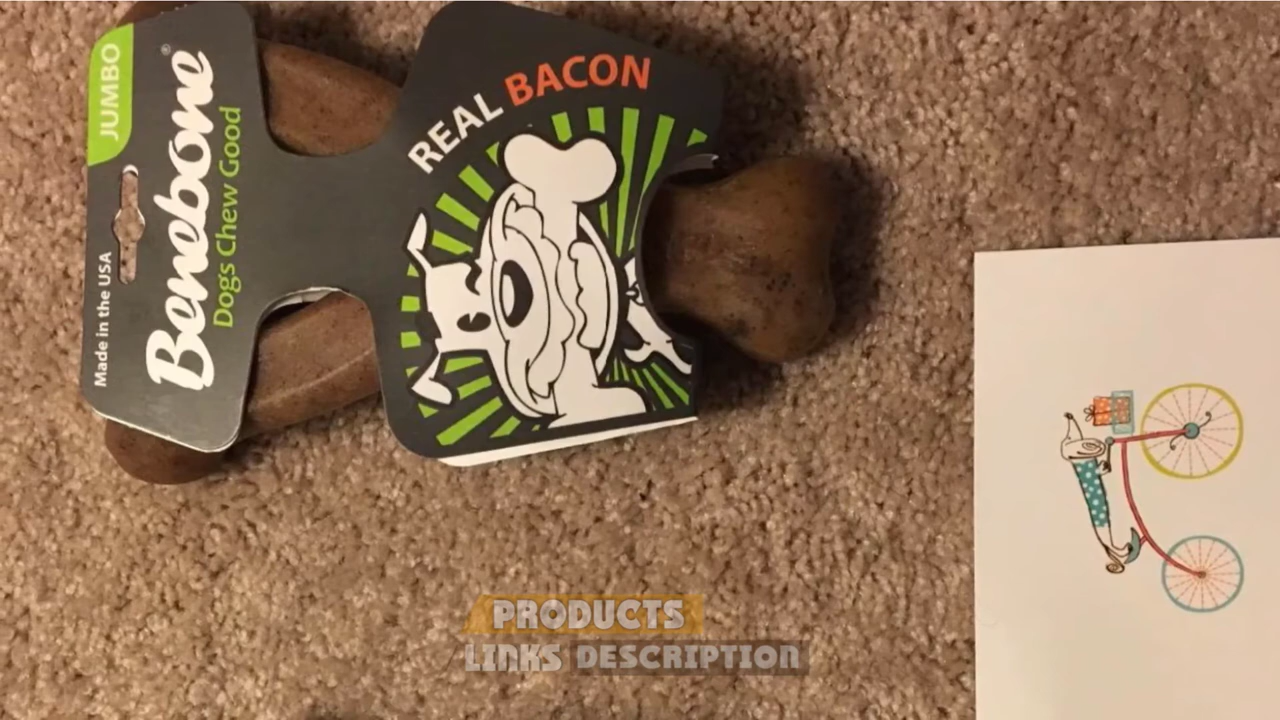 JUMBO
Made in the USA
Benebone®
Dogs Chew Good
REAL BACON
PRODUCTS
LINKS DESCRIPTION